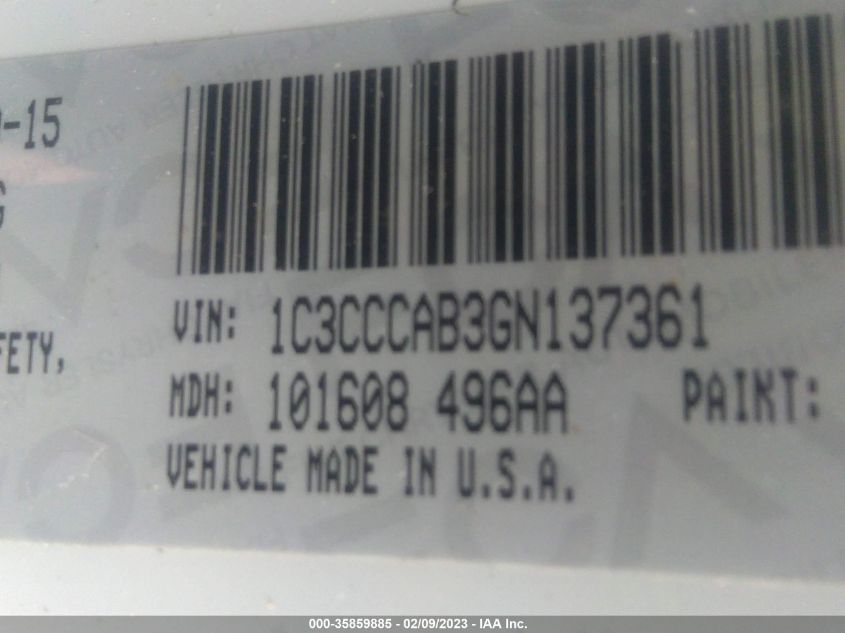 -15
G
FETY,
VIN: 1C3CCCAB3GN137361
MDH: 101608 496AA PAINT:
VEHICLE MADE IN U.S.A.
000-35859885 - 02/09/2023 - IAA Inc.